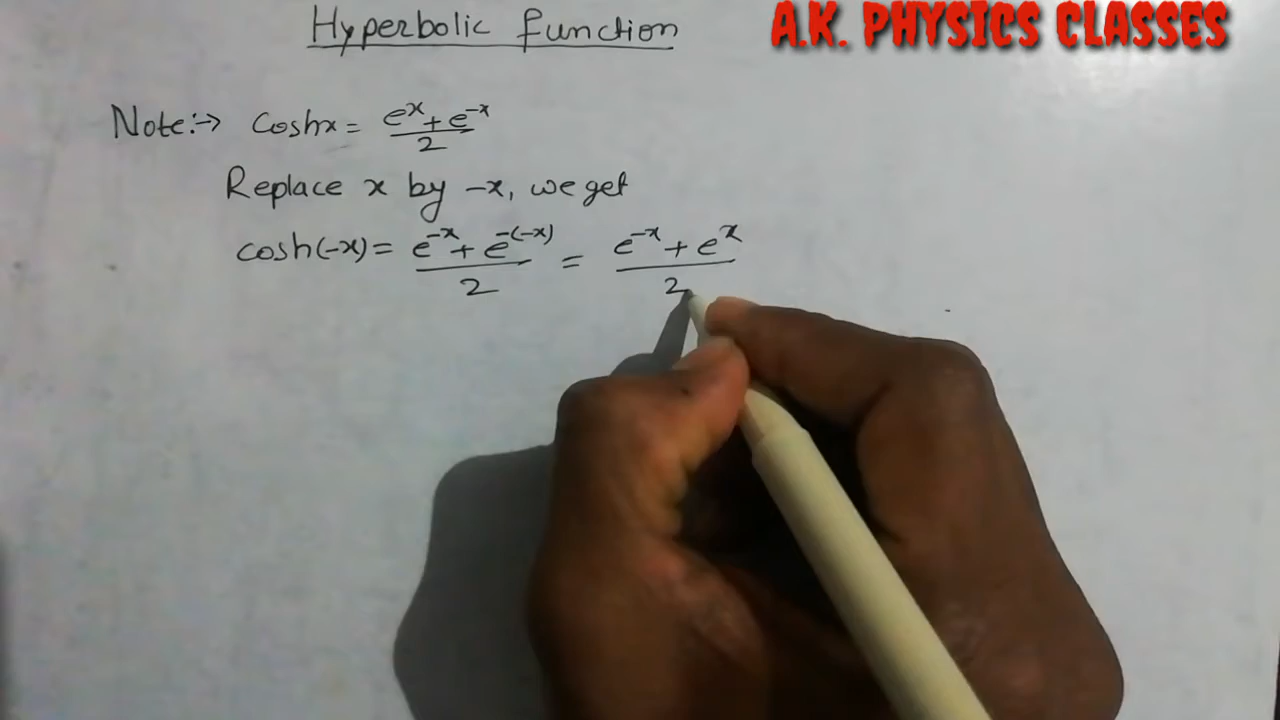 Hyperbolic function
A.K. PHYSICS CLASSES
Note:→ Coshx = e^x + e^-x / 2
Replace x by -x, we get
cosh(-x) = e^-x + e^-(-x) / 2 = e^-x + e^x / 2